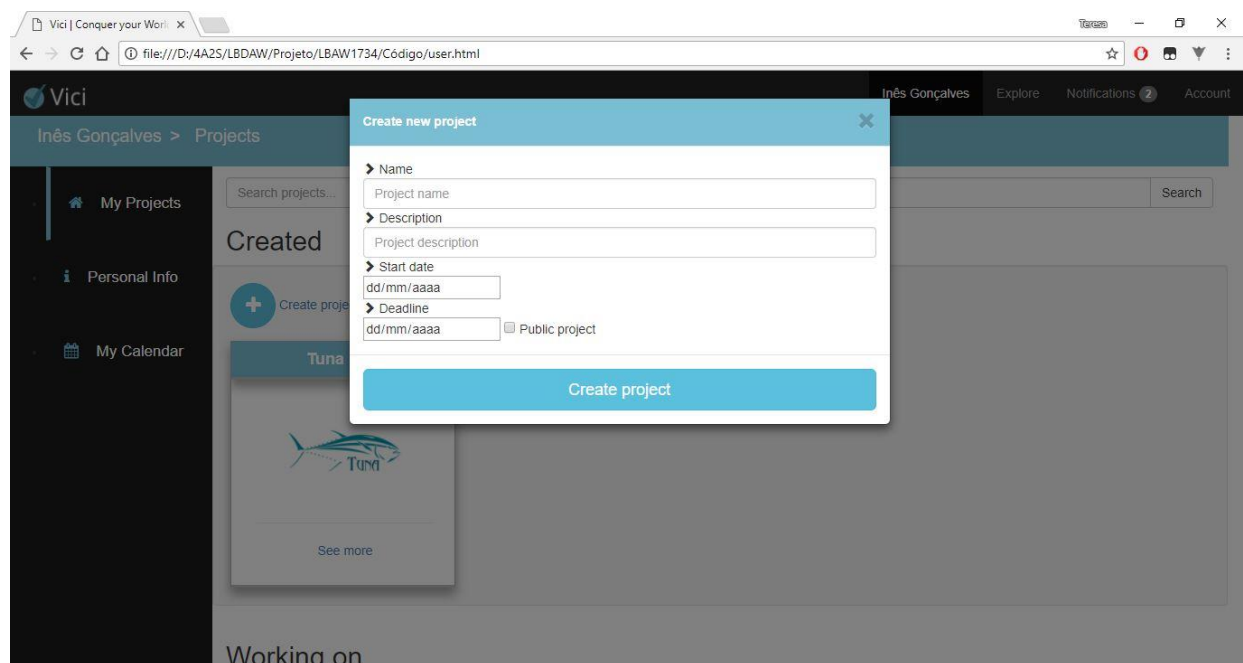 Vici | Conquer your Worl
Teresa
file:///D:/4A2S/LBDAW/Projeto/LBAW1734/Código/user.html
Vici
Inês Gonçalves
Explore
Notifications 2
Account
Inês Gonçalves > Projects
My Projects
Personal Info
My Calendar
Search projects...
Search
Created
Create proje
Tuna
TUNA
See more
Working on
Create new project
Name
Project name
Description
Project description
Start date
dd/mm/aaaa
Deadline
dd/mm/aaaa
Public project
Create project